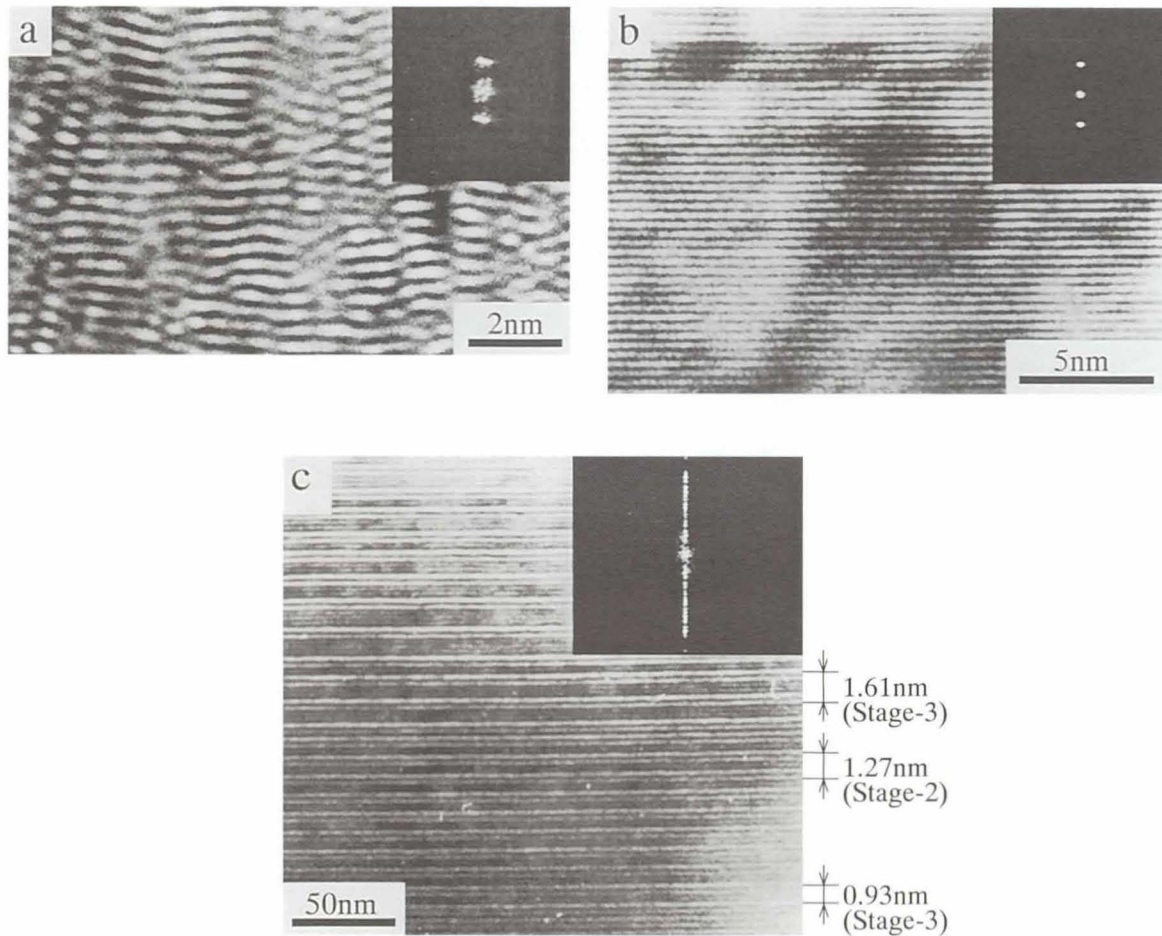 a
2nm
b
5nm
c
50nm
1.61nm
(Stage-3)
1.27nm
(Stage-2)
0.93nm
(Stage-3)